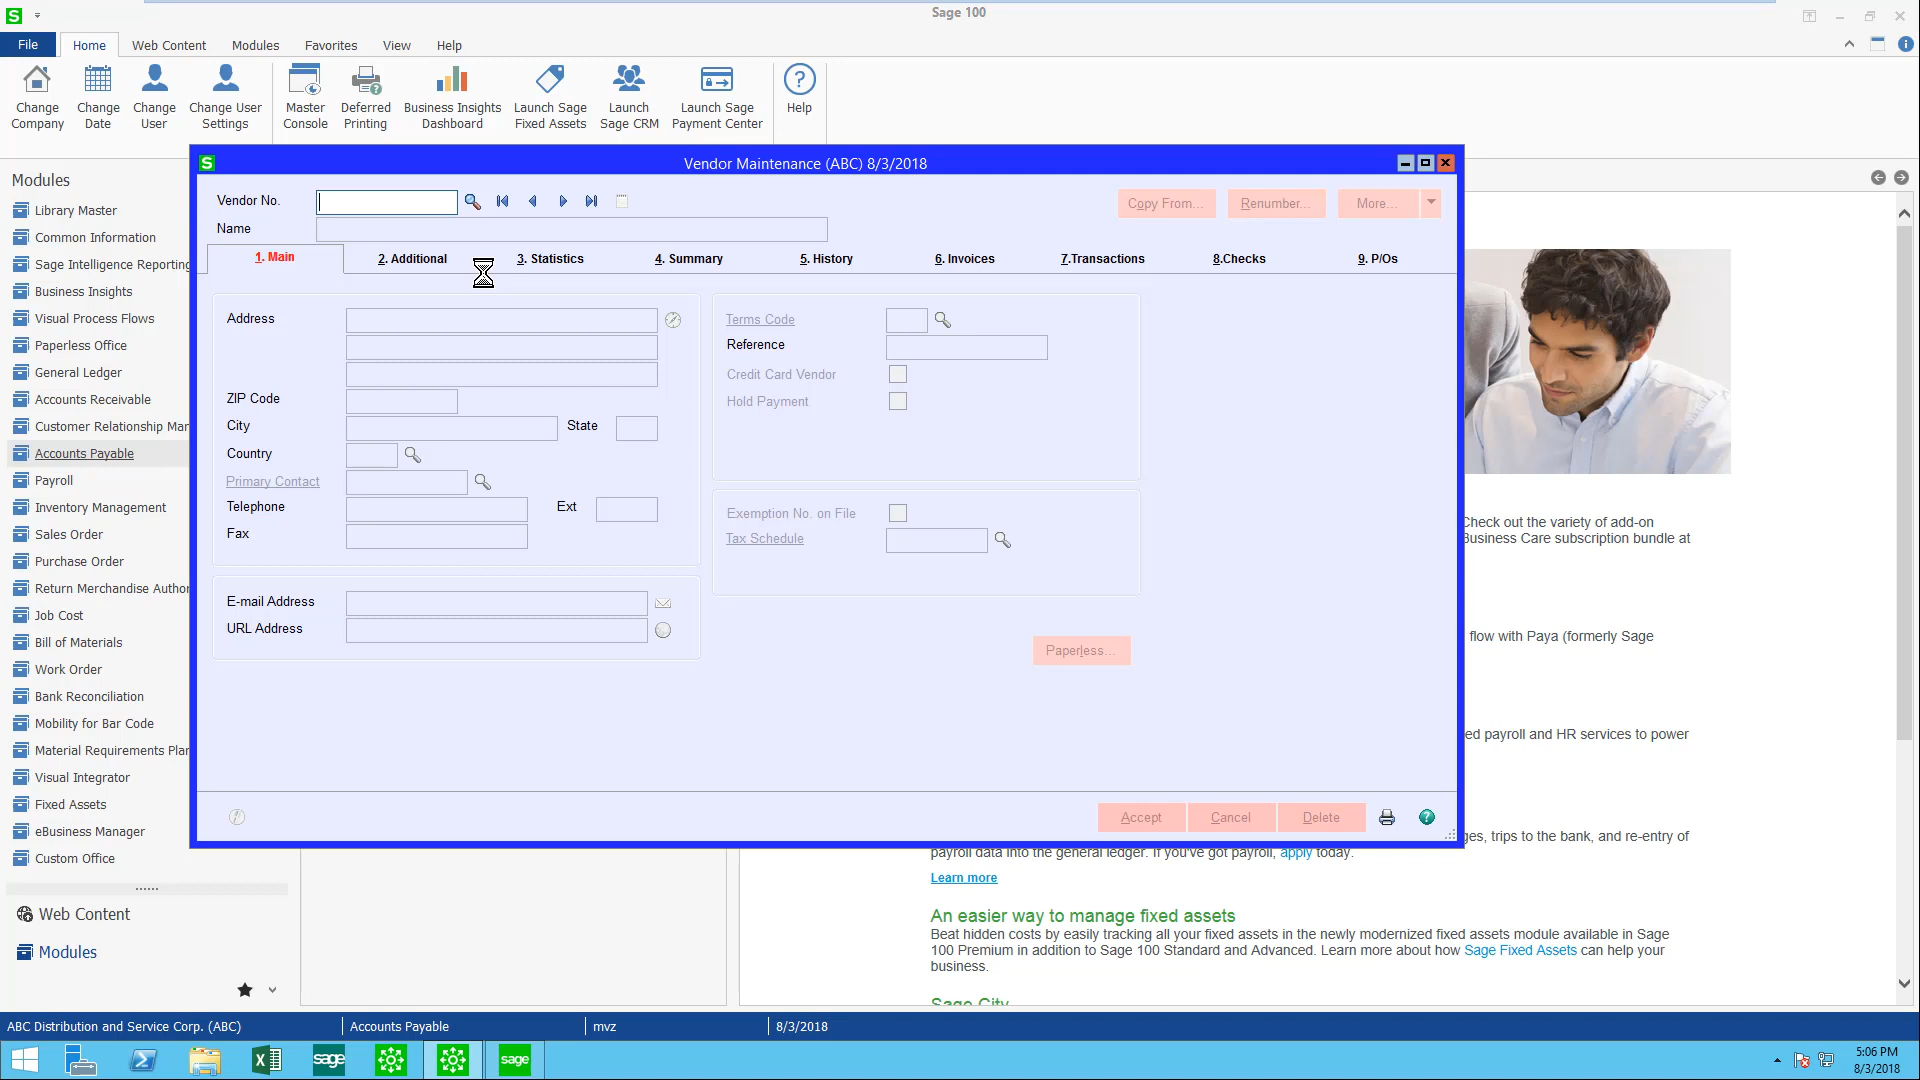 Sage 100
File Home Web Content Modules Favorites View Help
Change Company
Change Date
Change User
Change User Settings
Master Console
Deferred Printing
Business Insights Dashboard
Launch Sage Fixed Assets
Launch Sage CRM
Launch Sage Payment Center
Help
Modules
Library Master
Common Information
Sage Intelligence Reporting
Business Insights
Visual Process Flows
Paperless Office
General Ledger
Accounts Receivable
Customer Relationship Mar
Accounts Payable
Payroll
Inventory Management
Sales Order
Purchase Order
Return Merchandise Author
Job Cost
Bill of Materials
Work Order
Bank Reconciliation
Mobility for Bar Code
Material Requirements Plan
Visual Integrator
Fixed Assets
eBusiness Manager
Custom Office
Web Content
Modules
Vendor Maintenance (ABC) 8/3/2018
Vendor No.
Copy From... Renumber... More...
Name
1. Main 2. Additional 3. Statistics 4. Summary 5. History 6. Invoices 7.Transactions 8.Checks 9. P/Os
Address
ZIP Code
City State
Country
Primary Contact
Telephone Ext
Fax
E-mail Address
URL Address
Terms Code
Reference
Credit Card Vendor
Hold Payment
Exemption No. on File
Tax Schedule
Paperless...
Accept Cancel Delete
Check out the variety of add-on
Business Care subscription bundle at
flow with Paya (formerly Sage
ed payroll and HR services to power
ges, trips to the bank, and re-entry of
payroll data into the general ledger. If you've got payroll, apply today.
Learn more
An easier way to manage fixed assets
Beat hidden costs by easily tracking all your fixed assets in the newly modernized fixed assets module available in Sage
100 Premium in addition to Sage 100 Standard and Advanced. Learn more about how Sage Fixed Assets can help your
business.
Sage City
ABC Distribution and Service Corp. (ABC) Accounts Payable mvz 8/3/2018
sage sage
5:06 PM
8/3/2018